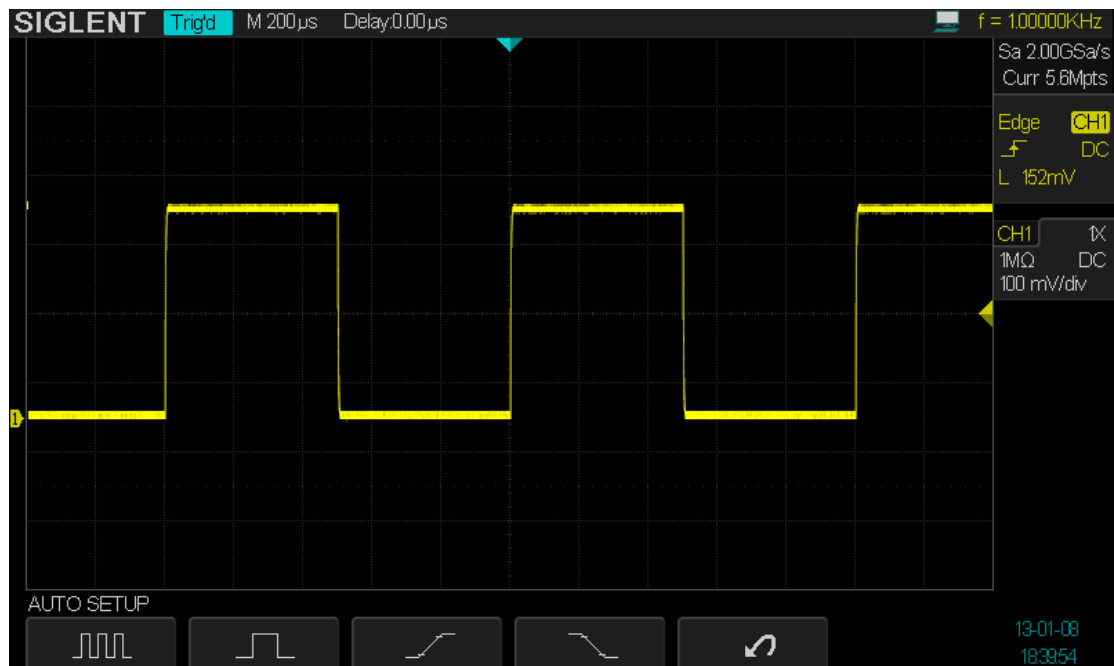 SIGLENT Trig'd M 200µs Delay:0.00µs f = 1.00000KHz
Sa 2.00GSa/s
Curr 5.6Mpts
Edge CH1
DC
L 152mV
CH1 1X
1MΩ DC
100 mV/div
1
AUTO SETUP
13-01-08
18:39:54